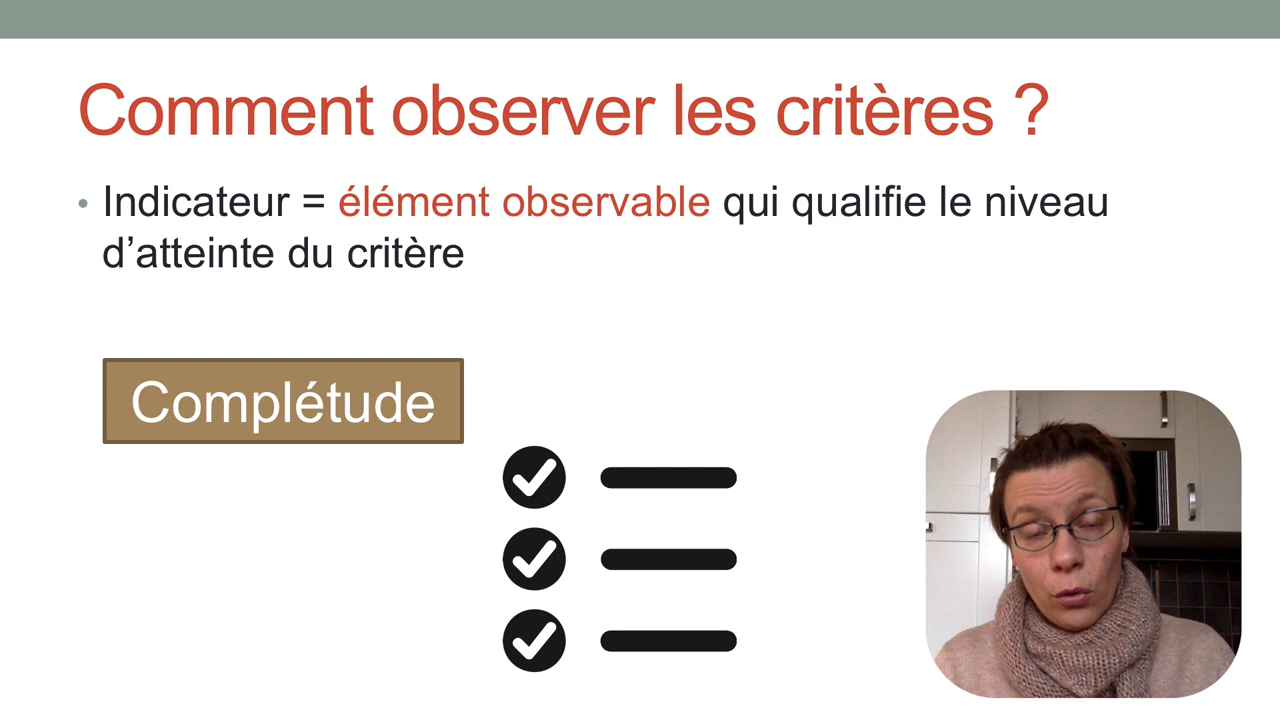 Comment observer les critères ?
• Indicateur = élément observable qui qualifie le niveau
d’atteinte du critère
Complétude